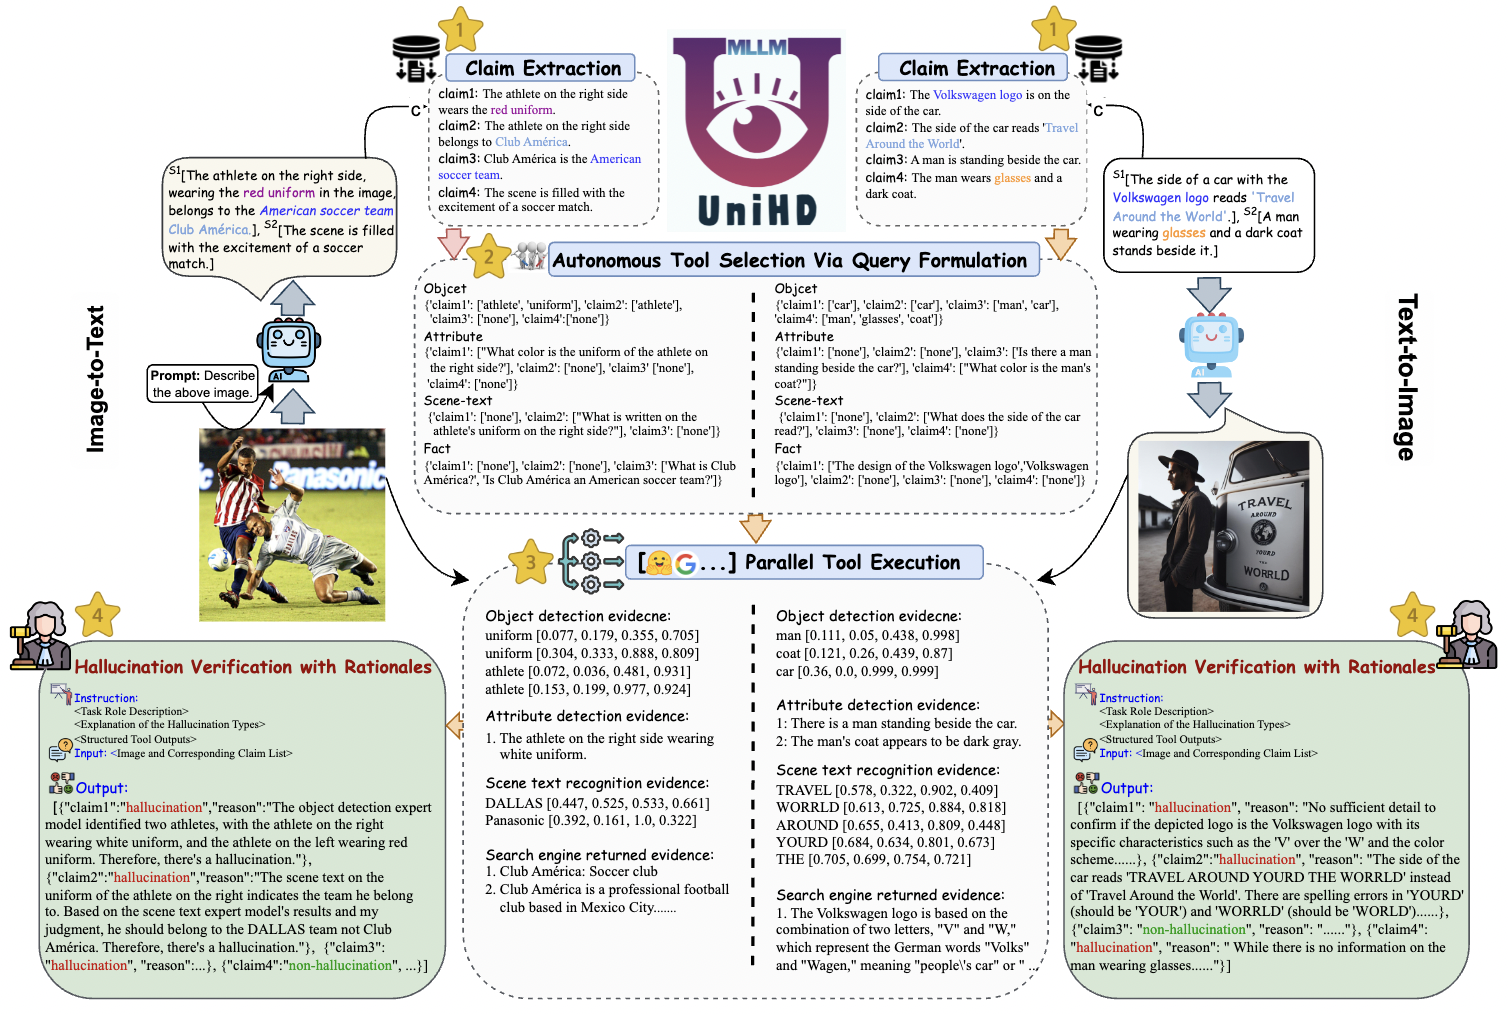 1
Claim Extraction
claim1: The athlete on the right side
wears the red uniform.
claim2: The athlete on the right side
belongs to Club América.
claim3: Club América is the American
soccer team.
claim4: The scene is filled with the
excitement of a soccer match.
C
MLLM
UniHD
1
Claim Extraction
claim1: The Volkswagen logo is on the
side of the car.
claim2: The side of the car reads 'Travel
Around the World'.
claim3: A man is standing beside the car.
claim4: The man wears glasses and a
dark coat.
C
S1[The athlete on the right side,
wearing the red uniform in the image,
belongs to the American soccer team
Club América.], S2[The scene is filled
with the excitement of a soccer
match.]
AI
Prompt: Describe
the above image.
Image-to-Text
Panasonic
S1[The side of a car with the
Volkswagen logo reads 'Travel
Around the World'.], S2[A man
wearing glasses and a dark coat
stands beside it.]
AI
Text-to-Image
TRAVEL
AROUND
YOURD
THE
WORRLD
2
Autonomous Tool Selection Via Query Formulation
Objcet
{'claim1': ['athlete', 'uniform'], 'claim2': ['athlete'],
'claim3': ['none'], 'claim4':['none']}
Attribute
{'claim1': ["What color is the uniform of the athlete on
the right side?'], 'claim2': ['none'], 'claim3' ['none'],
'claim4': ['none']}
Scene-text
{'claim1': ['none'], 'claim2': ["What is written on the
athlete's uniform on the right side?"], 'claim3': ['none']}
Fact
{'claim1': ['none'], 'claim2': ['none'], 'claim3': ['What is Club
América?', 'Is Club América an American soccer team?']}
Objcet
{'claim1': ['car'], 'claim2': ['car'], 'claim3': ['man', 'car'],
'claim4': ['man', 'glasses', 'coat']}
Attribute
{'claim1': ['none'], 'claim2': ['none'], 'claim3': ['Is there a man
standing beside the car?'], 'claim4': ["What color is the man's
coat?"]}
Scene-text
{'claim1': ['none'], 'claim2': ['What does the side of the car
read?'], 'claim3': ['none'], 'claim4': ['none']}
Fact
{'claim1': ['The design of the Volkswagen logo','Volkswagen
logo'], 'claim2': ['none'], 'claim3': ['none'], 'claim4': ['none']}
3
[ G...] Parallel Tool Execution
Object detection evidecne:
uniform [0.077, 0.179, 0.355, 0.705]
uniform [0.304, 0.333, 0.888, 0.809]
athlete [0.072, 0.036, 0.481, 0.931]
athlete [0.153, 0.199, 0.977, 0.924]
Attribute detection evidence:
1. The athlete on the right side wearing
white uniform.
Scene text recognition evidence:
DALLAS [0.447, 0.525, 0.533, 0.661]
Panasonic [0.392, 0.161, 1.0, 0.322]
Search engine returned evidence:
1. Club América: Soccer club
2. Club América is a professional football
club based in Mexico City.......
Object detection evidence:
man [0.111, 0.05, 0.438, 0.998]
coat [0.121, 0.26, 0.439, 0.87]
car [0.36, 0.0, 0.999, 0.999]
Attribute detection evidence:
1: There is a man standing beside the car.
2: The man's coat appears to be dark gray.
Scene text recognition evidence:
TRAVEL [0.578, 0.322, 0.902, 0.409]
WORRLD [0.613, 0.725, 0.884, 0.818]
AROUND [0.655, 0.413, 0.809, 0.448]
YOURD [0.684, 0.634, 0.801, 0.673]
THE [0.705, 0.699, 0.754, 0.721]
Search engine returned evidence:
1. The Volkswagen logo is based on the
combination of two letters, "V" and "W,"
which represent the German words "Volks"
and "Wagen," meaning "people\'s car" or " ..
4
Hallucination Verification with Rationales
Instruction:
<Task Role Description>
<Explanation of the Hallucination Types>
<Structured Tool Outputs>
Input: <Image and Corresponding Claim List>
Output:
[{"claim1":"hallucination","reason":"The object detection expert
model identified two athletes, with the athlete on the right
wearing white uniform, and the athlete on the left wearing red
uniform. Therefore, there's a hallucination."},
{"claim2":"hallucination","reason":"The scene text on the
uniform of the athlete on the right indicates the team he belong
to. Based on the scene text expert model's results and my
judgment, he should belong to the DALLAS team not Club
América. Therefore, there's a hallucination."}, {"claim3":
"hallucination", "reason":...}, {"claim4":"non-hallucination", ...}]
4
Hallucination Verification with Rationales
Instruction:
<Task Role Description>
<Explanation of the Hallucination Types>
<Structured Tool Outputs>
Input: <Image and Corresponding Claim List>
Output:
[{"claim1": "hallucination", "reason": "No sufficient detail to
confirm if the depicted logo is the Volkswagen logo with its
specific characteristics such as the 'V' over the 'W' and the color
scheme......}, {"claim2":"hallucination", "reason": "The side of the
car reads 'TRAVEL AROUND YOURD THE WORRLD' instead
of 'Travel Around the World'. There are spelling errors in 'YOURD'
(should be 'YOUR') and 'WORRLD' (should be 'WORLD')......},
{"claim3": "non-hallucination", "reason": "......"}, {"claim4":
"hallucination", "reason": " While there is no information on the
man wearing glasses......"}]